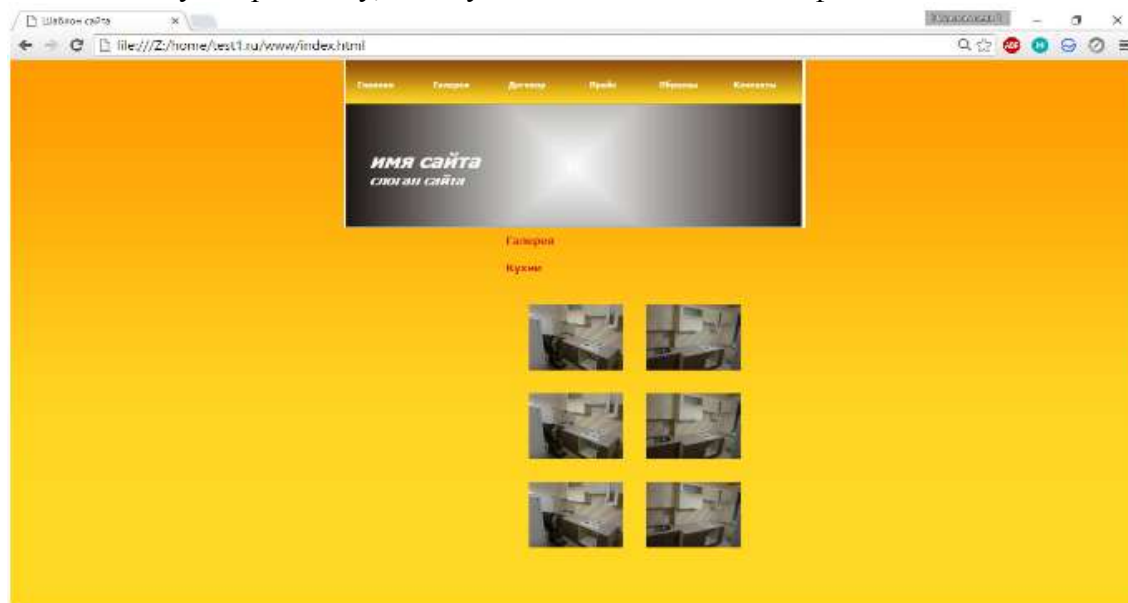 Шаблон сайта
file:///Z:/home/test1.ru/www/index.html
ABP
Главная Галерея Договор Прайс Образцы Контакты
имя сайта
слоган сайта
Галерея
Кухни